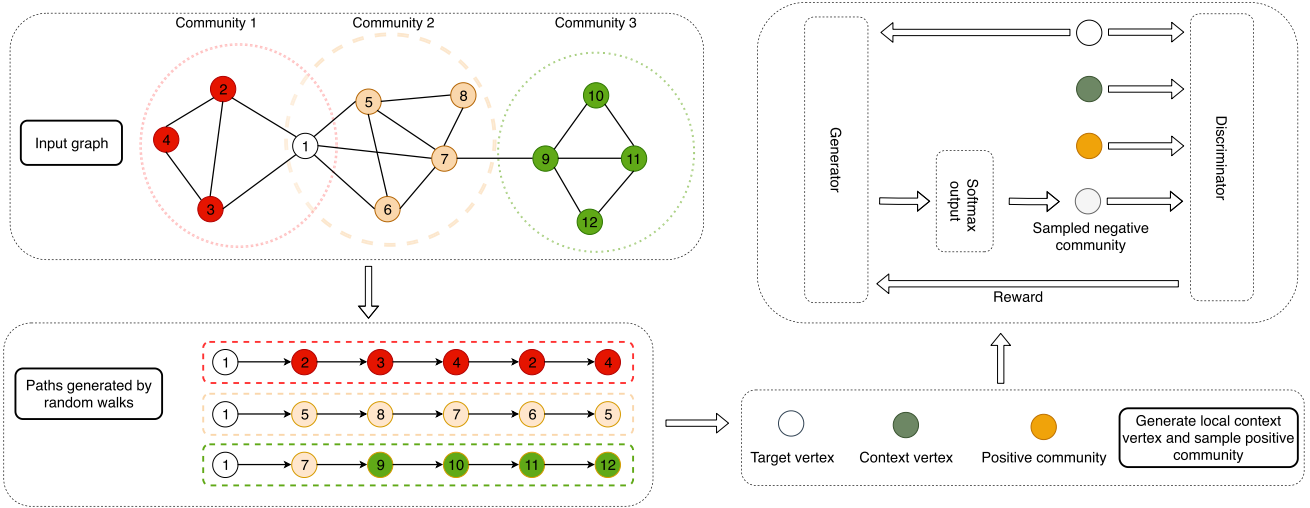 Community 1
Community 2
Community 3
Input graph
2
4
3
1
5
8
7
6
10
9
11
12
Paths generated by
random walks
1
2
3
4
2
4
1
5
8
7
6
5
1
7
9
10
11
12
Generator
Softmax
output
Discriminator
Sampled negative
community
Reward
Target vertex
Context vertex
Positive community
Generate local context
vertex and sample positive
community